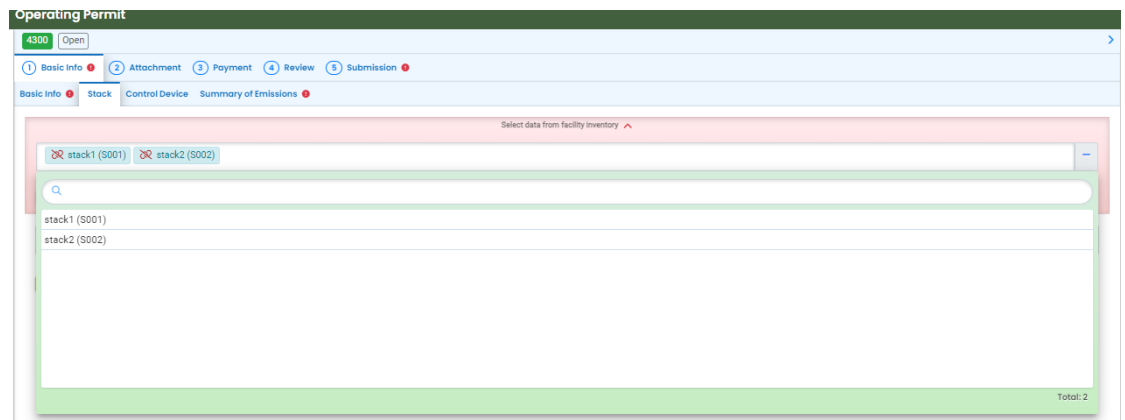 Operating Permit
4300 Open
1 Basic Info 2 Attachment 3 Payment 4 Review 5 Submission
Basic Info Stack Control Device Summary of Emissions
Select data from facility inventory
stack1 (S001) stack2 (S002)
stack1 (S001)
stack2 (S002)
Total: 2